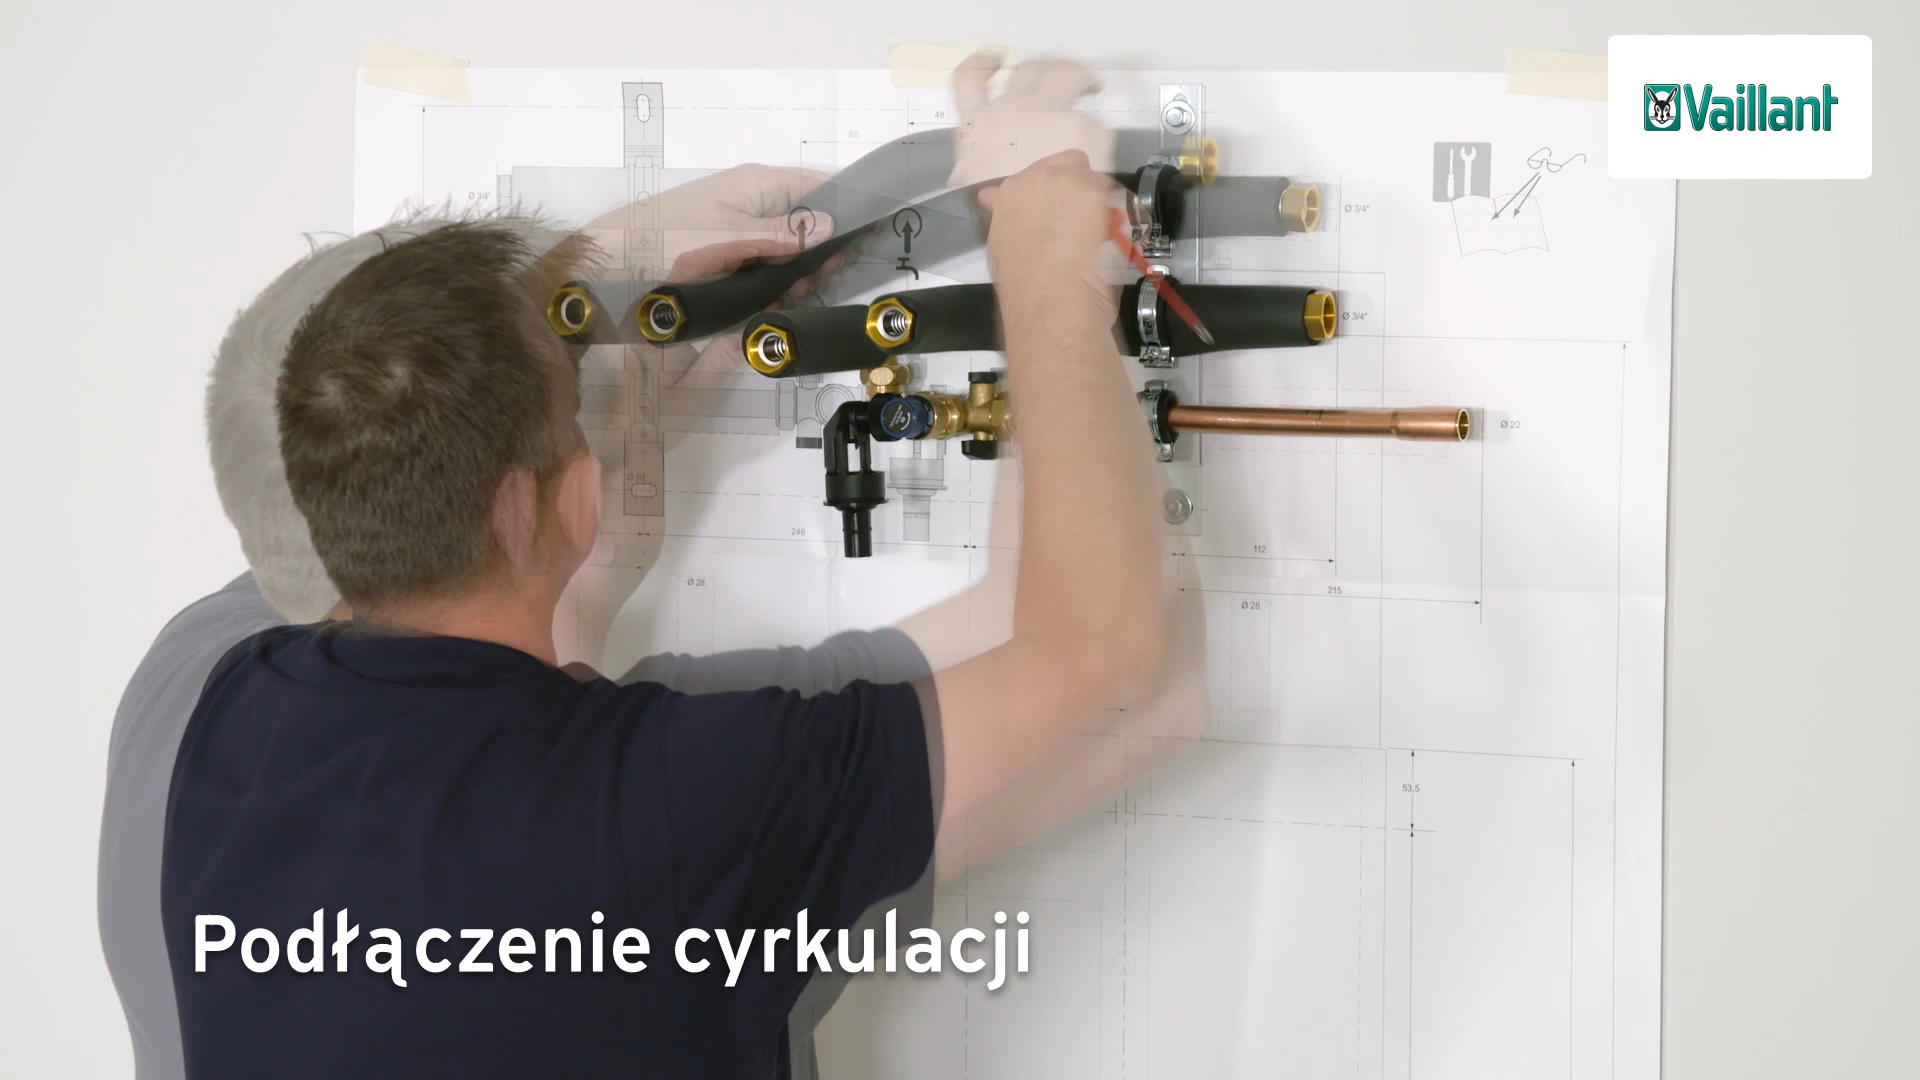 Vaillant
48
80
80
Ø 3/4"
Ø 3/4"
Ø 3/4"
Ø 22
248
112
215
Ø 28
Ø 28
53,5
Podłączenie cyrkulacji